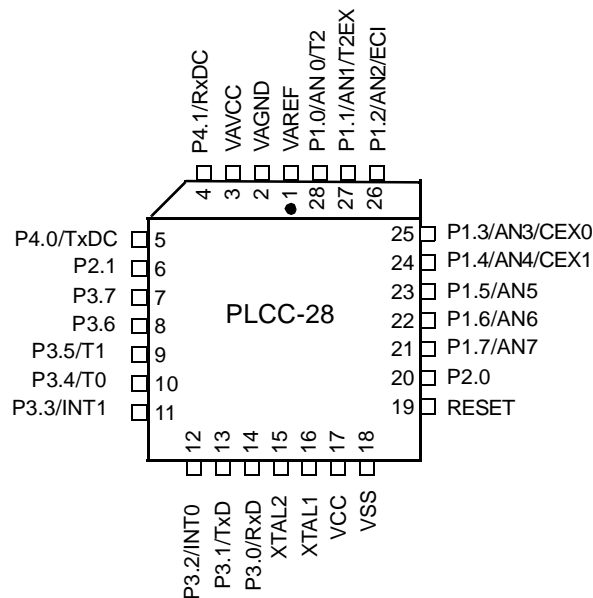 P4.1/RxDC
VAVCC
VAGND
VAREF
P1.0/AN 0/T2
P1.1/AN1/T2EX
P1.2/AN2/ECI
4
3
2
1
28
27
26
P4.0/TxDC 5
P2.1 6
P3.7 7
P3.6 8
P3.5/T1 9
P3.4/T0 10
P3.3/INT1 11
PLCC-28
25 P1.3/AN3/CEX0
24 P1.4/AN4/CEX1
23 P1.5/AN5
22 P1.6/AN6
21 P1.7/AN7
20 P2.0
19 RESET
12
13
14
15
16
17
18
P3.2/INT0
P3.1/TxD
P3.0/RxD
XTAL2
XTAL1
VCC
VSS